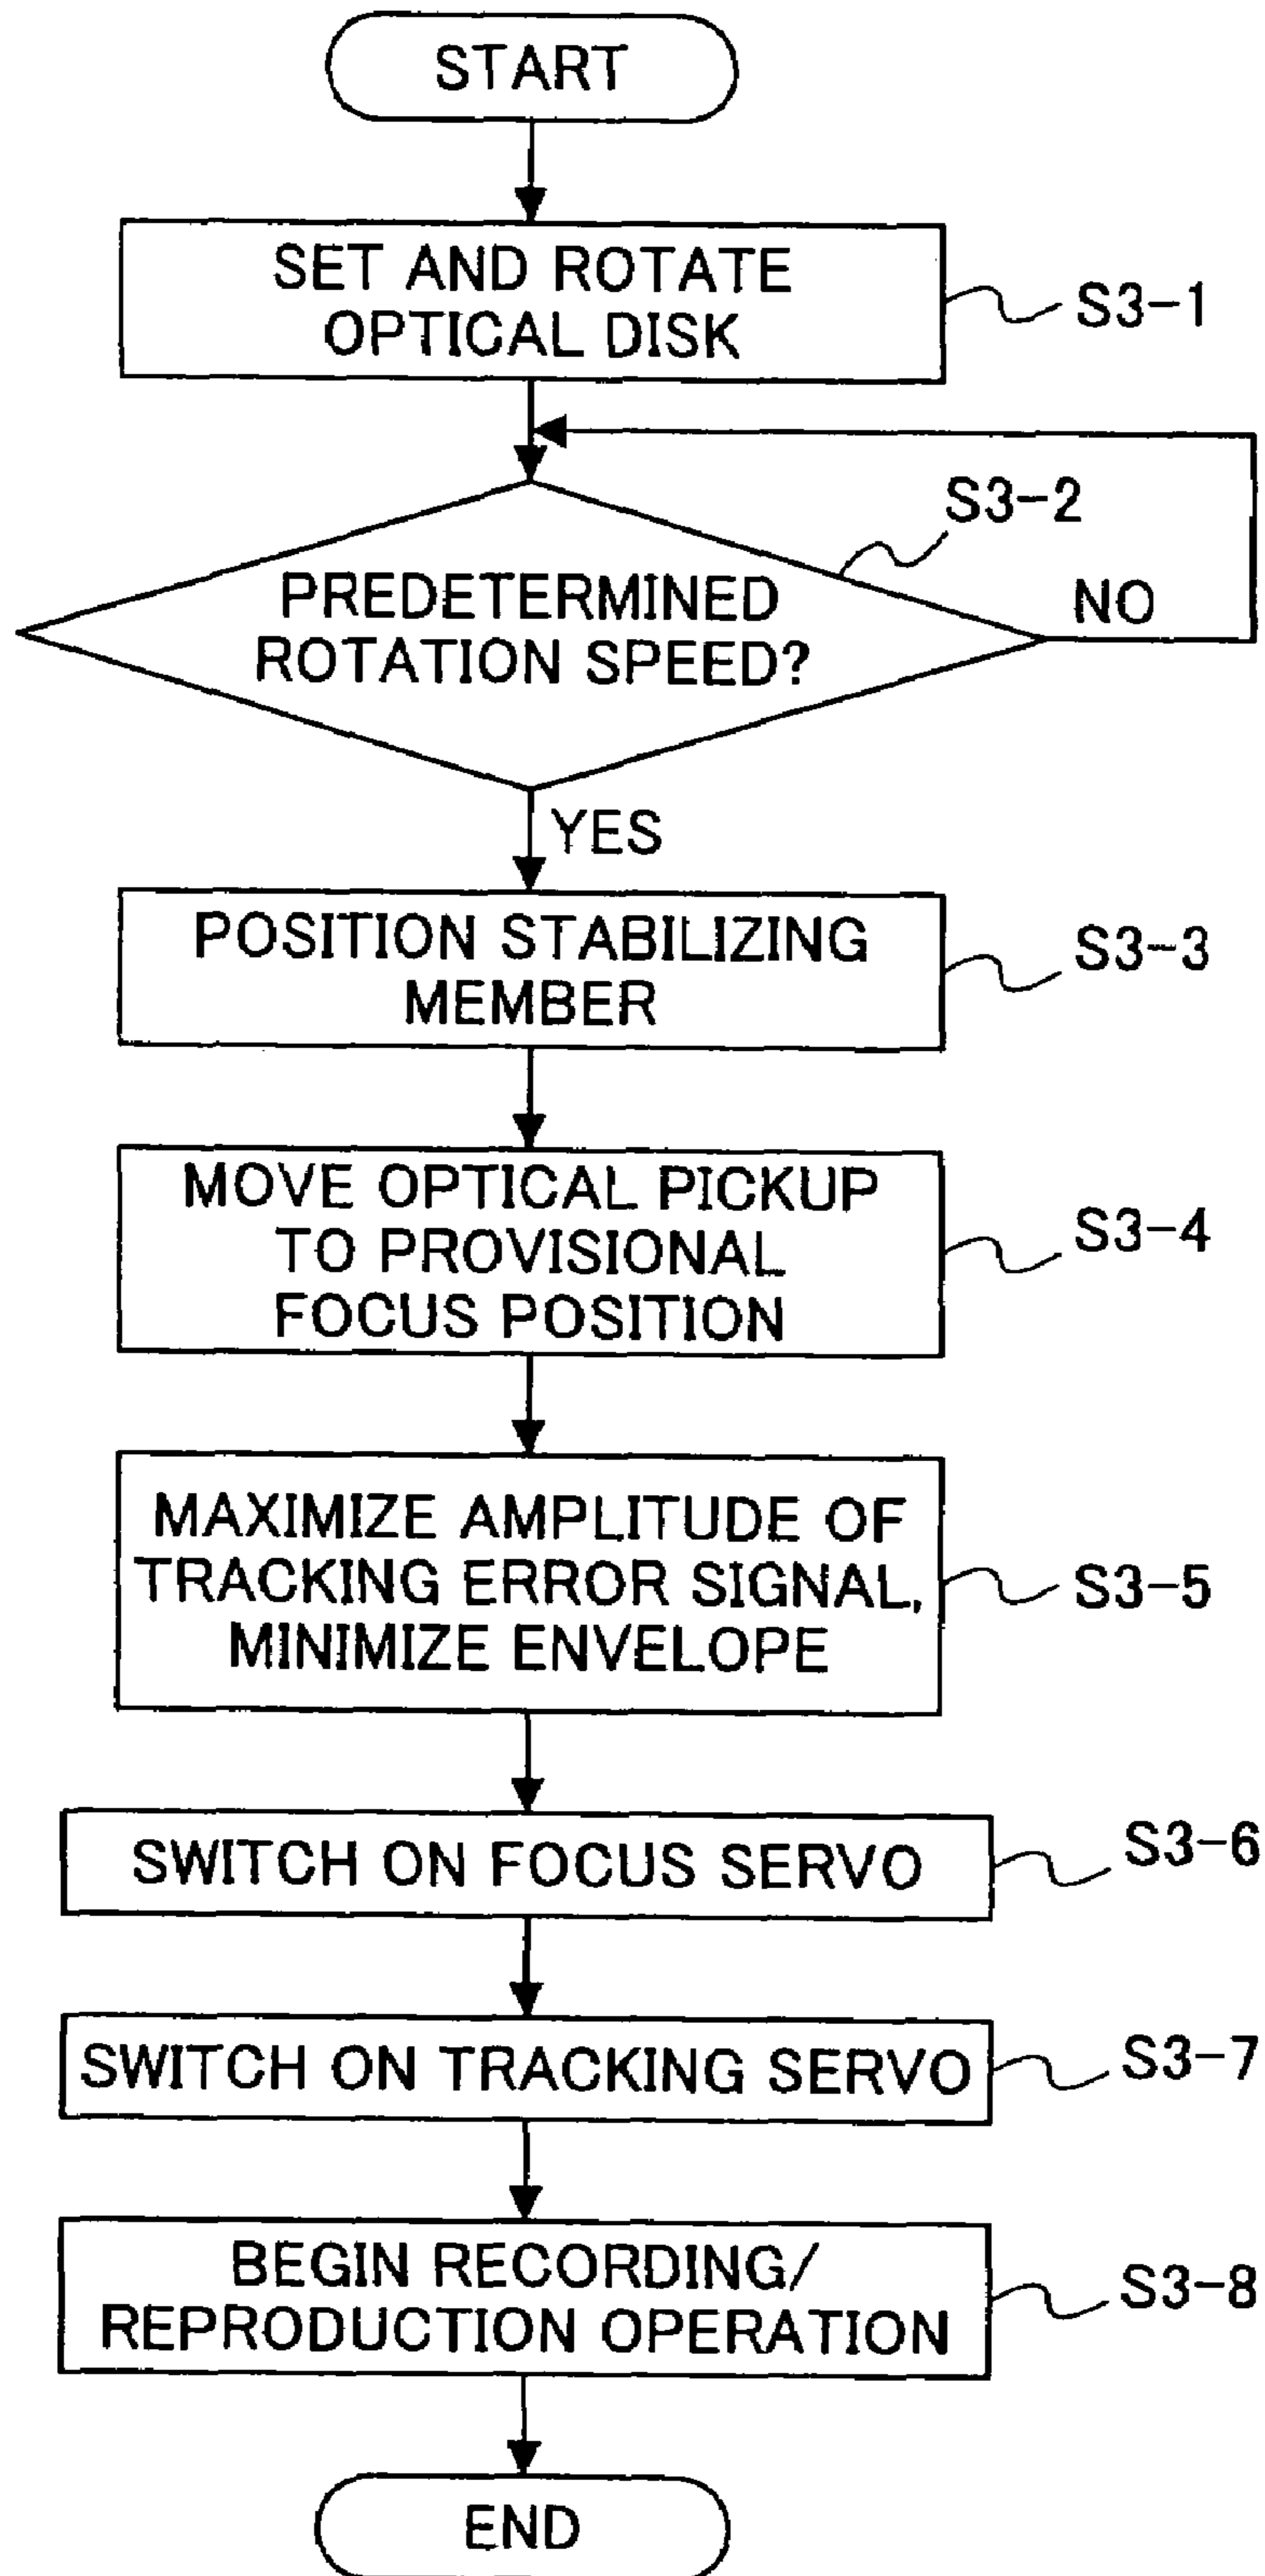 START
SET AND ROTATE
OPTICAL DISK
S3-1
S3-2
PREDETERMINED
ROTATION SPEED?
NO
YES
POSITION STABILIZING
MEMBER
S3-3
MOVE OPTICAL PICKUP
TO PROVISIONAL
FOCUS POSITION
S3-4
MAXIMIZE AMPLITUDE OF
TRACKING ERROR SIGNAL,
MINIMIZE ENVELOPE
S3-5
SWITCH ON FOCUS SERVO
S3-6
SWITCH ON TRACKING SERVO
S3-7
BEGIN RECORDING/
REPRODUCTION OPERATION
S3-8
END